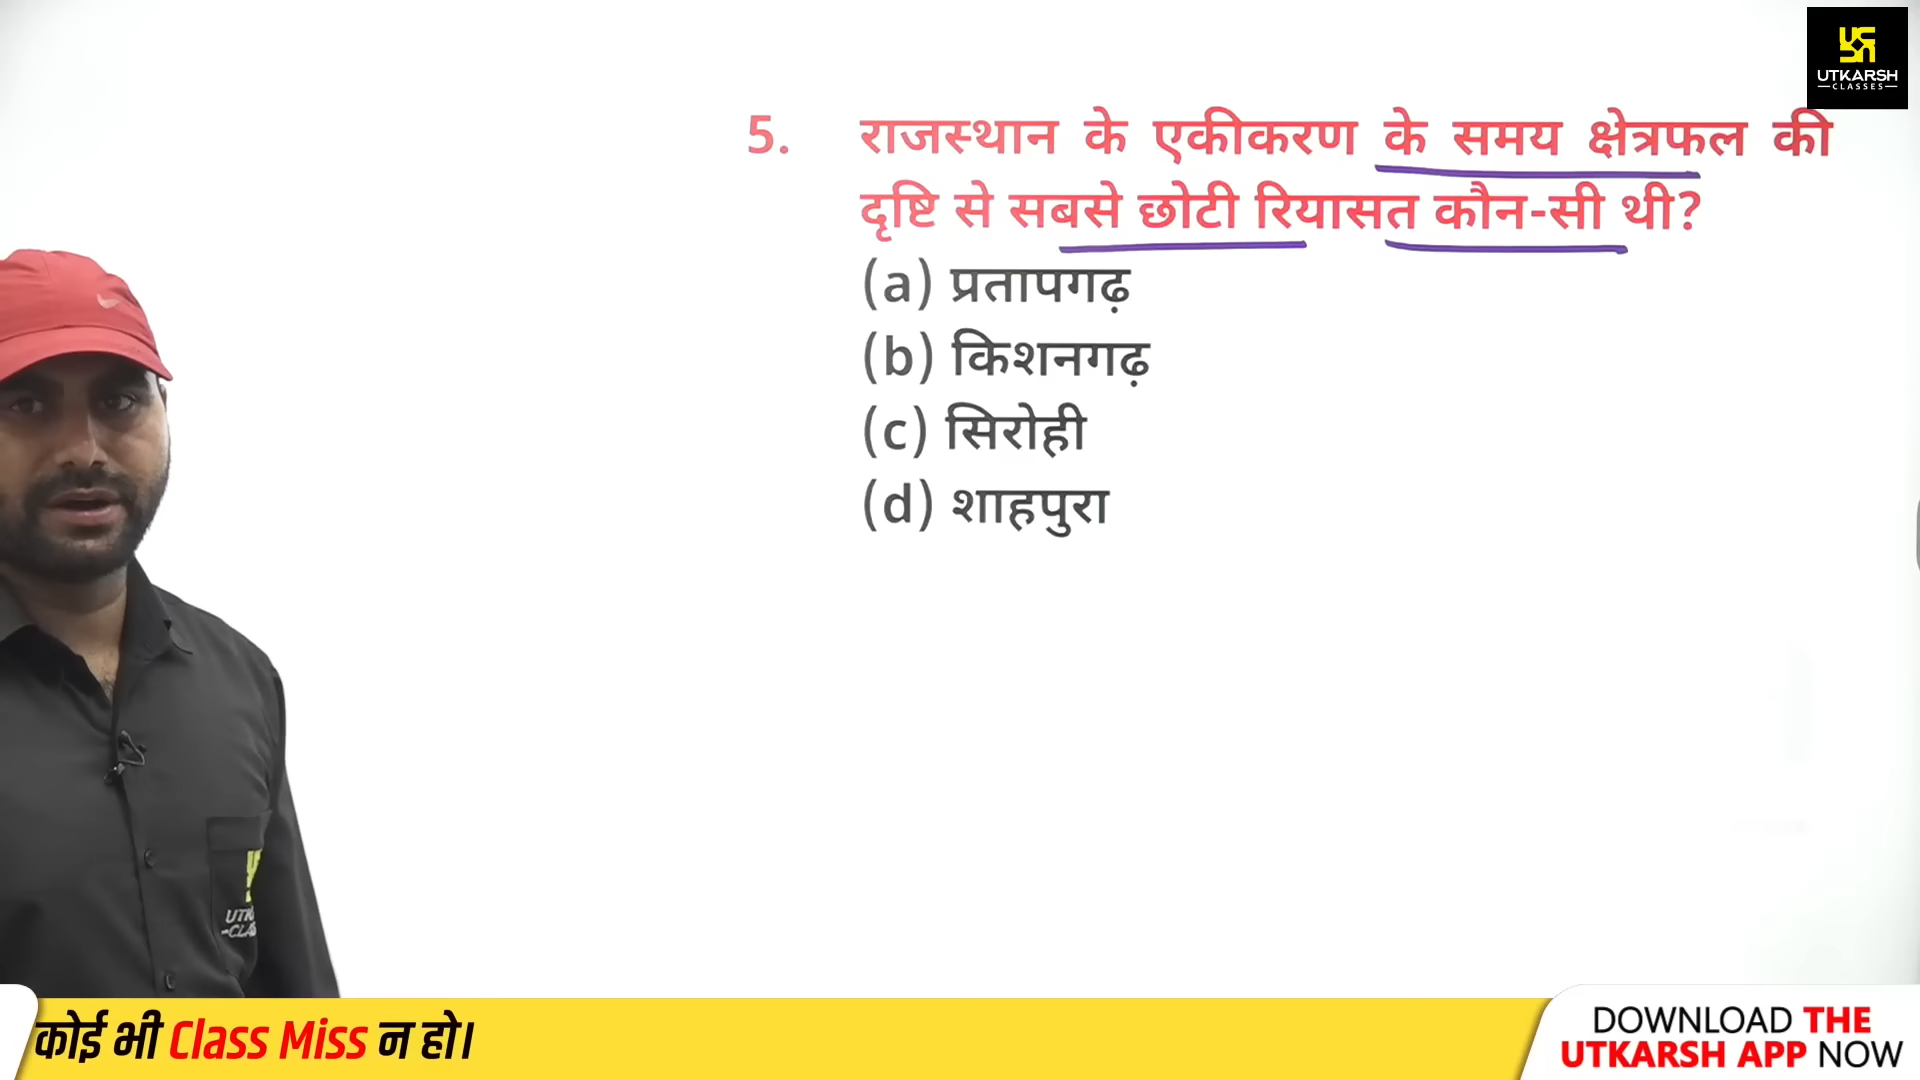 UTKARSH
CLASSES
5. राजस्थान के एकीकरण के समय क्षेत्रफल की
दृष्टि से सबसे छोटी रियासत कौन-सी थी?
(a) प्रतापगढ़
(b) किशनगढ़
(c) सिरोही
(d) शाहपुरा
कोई भी Class Miss न हो।
DOWNLOAD THE
UTKARSH APP NOW